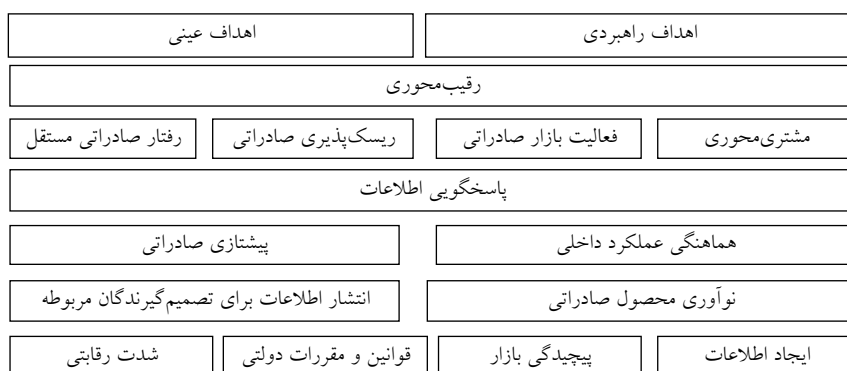 اهداف راهبردی
اهداف عینی
رقیب‌محوری
مشتری‌محوری
فعالیت بازار صادراتی
ریسک‌پذیری صادراتی
رفتار صادراتی مستقل
پاسخگویی اطلاعات
هماهنگی عملکرد داخلی
پیشتازی صادراتی
نوآوری محصول صادراتی
انتشار اطلاعات برای تصمیم‌گیرندگان مربوطه
ایجاد اطلاعات
پیچیدگی بازار
قوانین و مقررات دولتی
شدت رقابتی